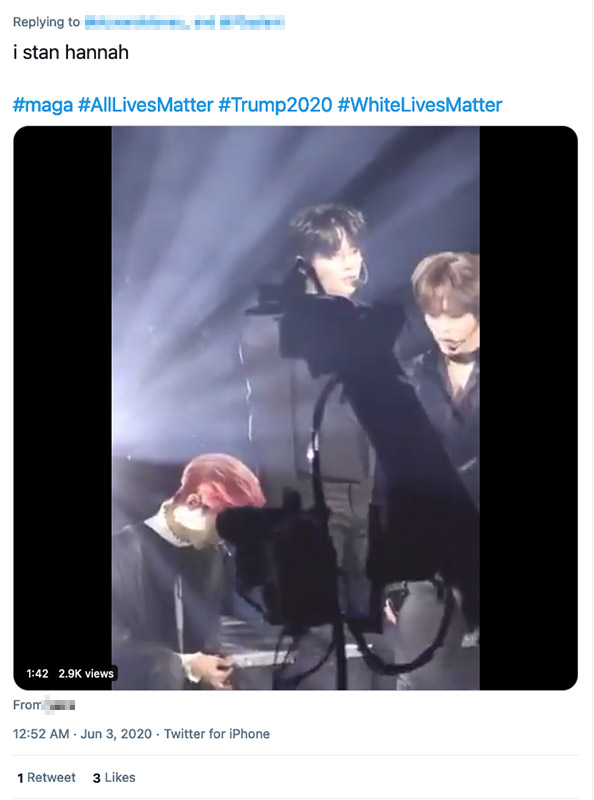 Replying to
i stan hannah
#maga #AllLivesMatter #Trump2020 #WhiteLivesMatter
1:42 2.9K views
From
12:52 AM · Jun 3, 2020 · Twitter for iPhone
1 Retweet 3 Likes